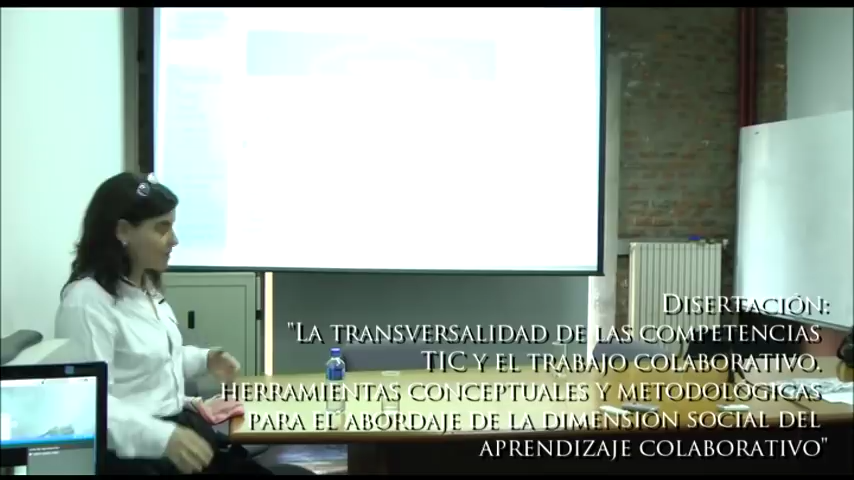 Disertación:
"La transversalidad de las competencias
TIC y el trabajo colaborativo.
herramientas conceptuales y metodológicas
para el abordaje de la dimensión social del
aprendizaje colaborativo"